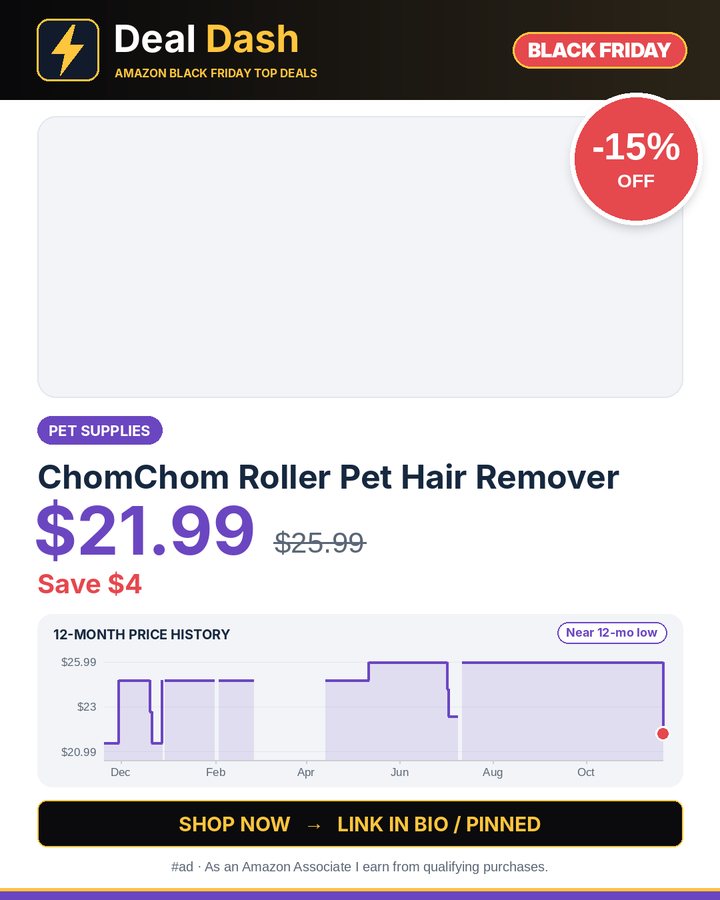 Deal Dash
AMAZON BLACK FRIDAY TOP DEALS
BLACK FRIDAY
-15%
OFF
PET SUPPLIES
ChomChom Roller Pet Hair Remover
$21.99 $25.99
Save $4
12-MONTH PRICE HISTORY
Near 12-mo low
$25.99
$23
$20.99
Dec Feb Apr Jun Aug Oct
SHOP NOW → LINK IN BIO / PINNED
#ad · As an Amazon Associate I earn from qualifying purchases.